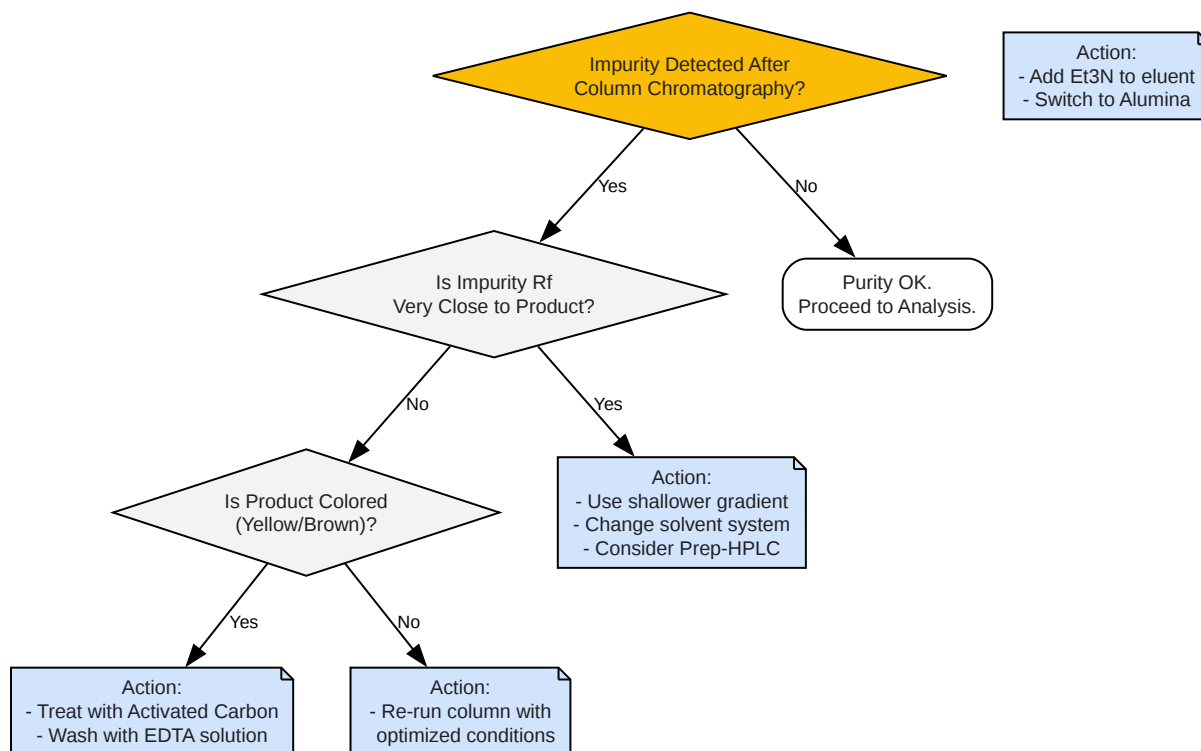 Impurity Detected After
Column Chromatography?
Action:
- Add Et3N to eluent
- Switch to Alumina
Yes
No
Is Impurity Rf
Very Close to Product?
Purity OK.
Proceed to Analysis.
No
Yes
Is Product Colored
(Yellow/Brown)?
Action:
- Use shallower gradient
- Change solvent system
- Consider Prep-HPLC
Yes
No
Action:
- Treat with Activated Carbon
- Wash with EDTA solution
Action:
- Re-run column with
optimized conditions